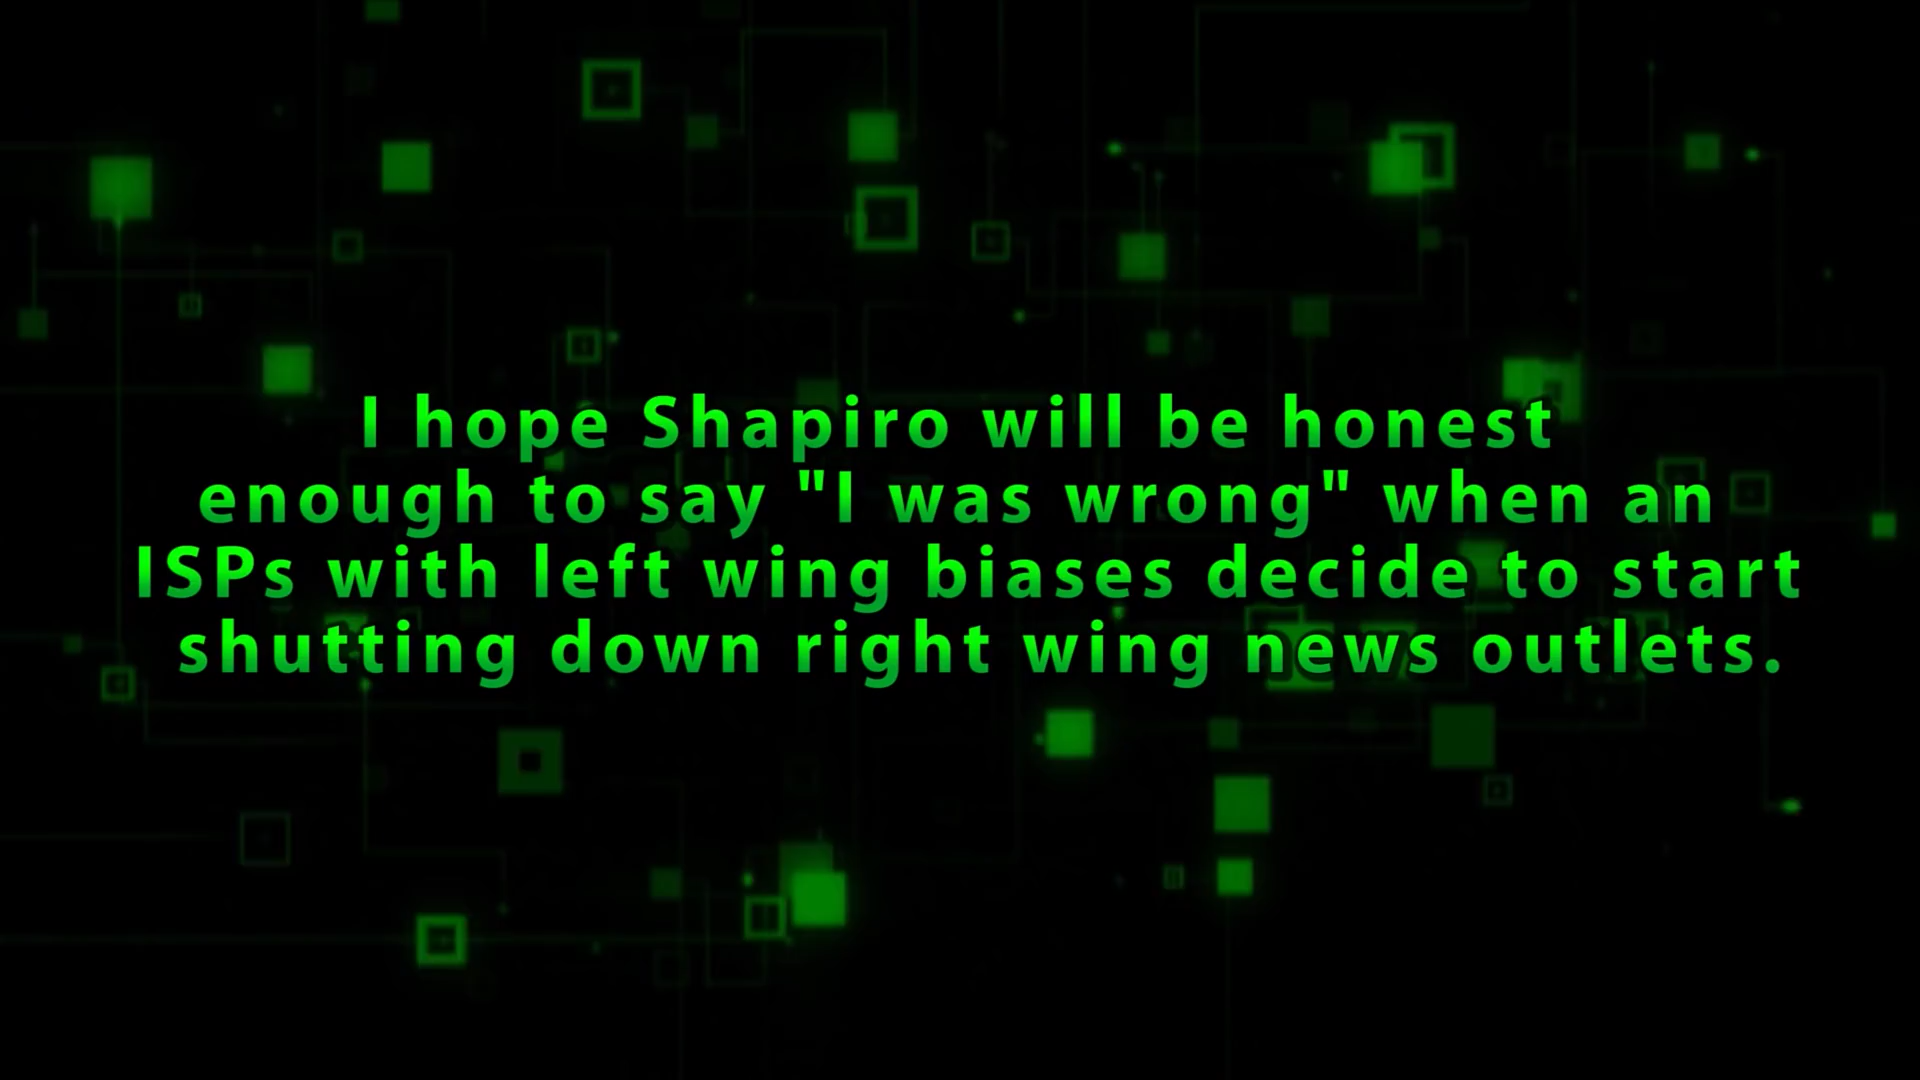 I hope Shapiro will be honest
enough to say "I was wrong" when an
ISPs with left wing biases decide to start
shutting down right wing news outlets.